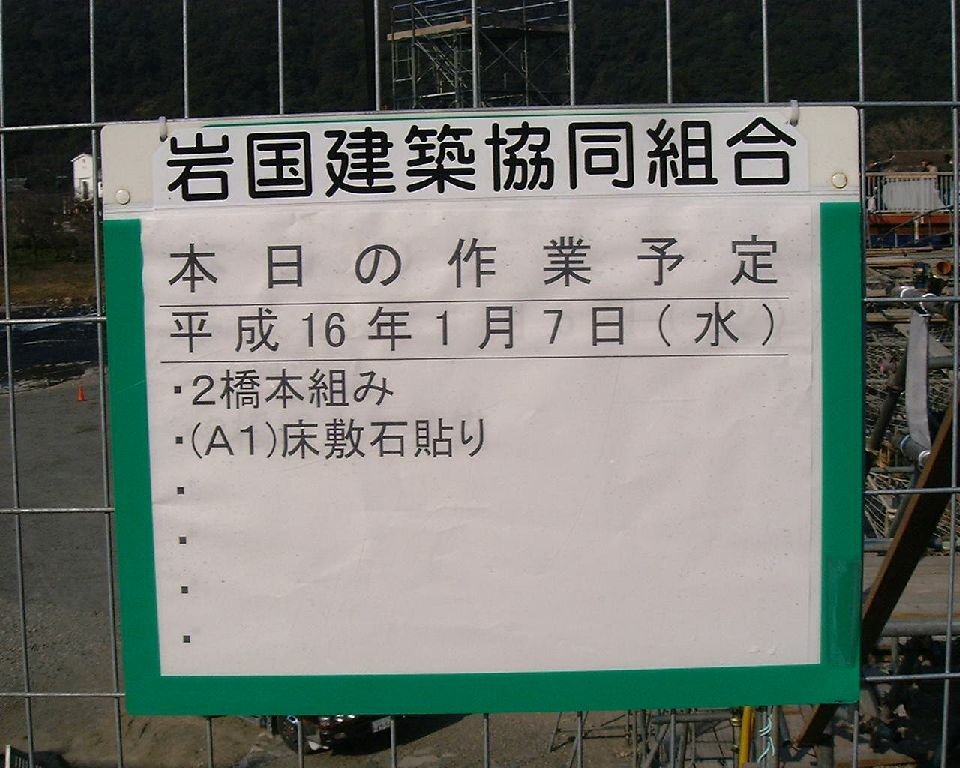 岩国建築協同組合
本日の作業予定
平成16年1月7日(水)
・2橋本組み
・(A1)床敷石貼り
・
・
・
・